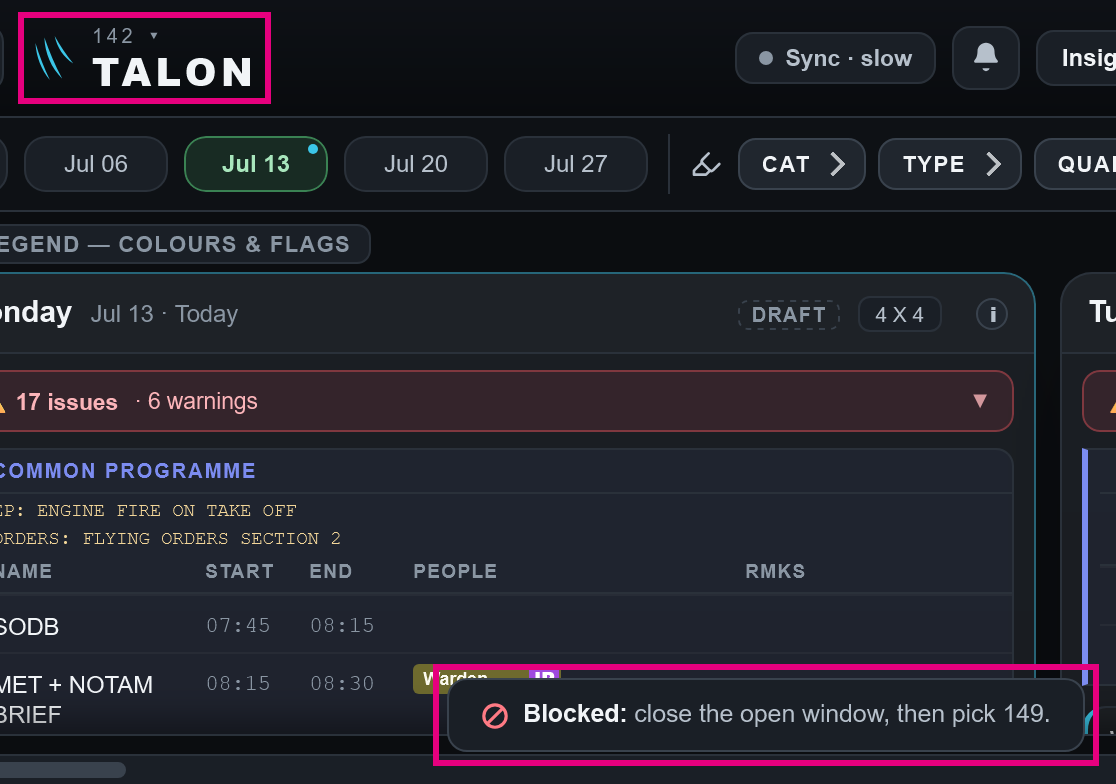 142 ▾
TALON
Sync · slow
Jul 06
Jul 13
Jul 20
Jul 27
CAT
TYPE
EGEND — COLOURS & FLAGS
onday Jul 13 · Today
DRAFT
4 X 4
i
17 issues · 6 warnings
▼
COMMON PROGRAMME
EP: ENGINE FIRE ON TAKE OFF
ORDERS: FLYING ORDERS SECTION 2
NAME START END PEOPLE RMKS
SODB 07:45 08:15
MET + NOTAM 08:15 08:30
BRIEF
Blocked: close the open window, then pick 149.